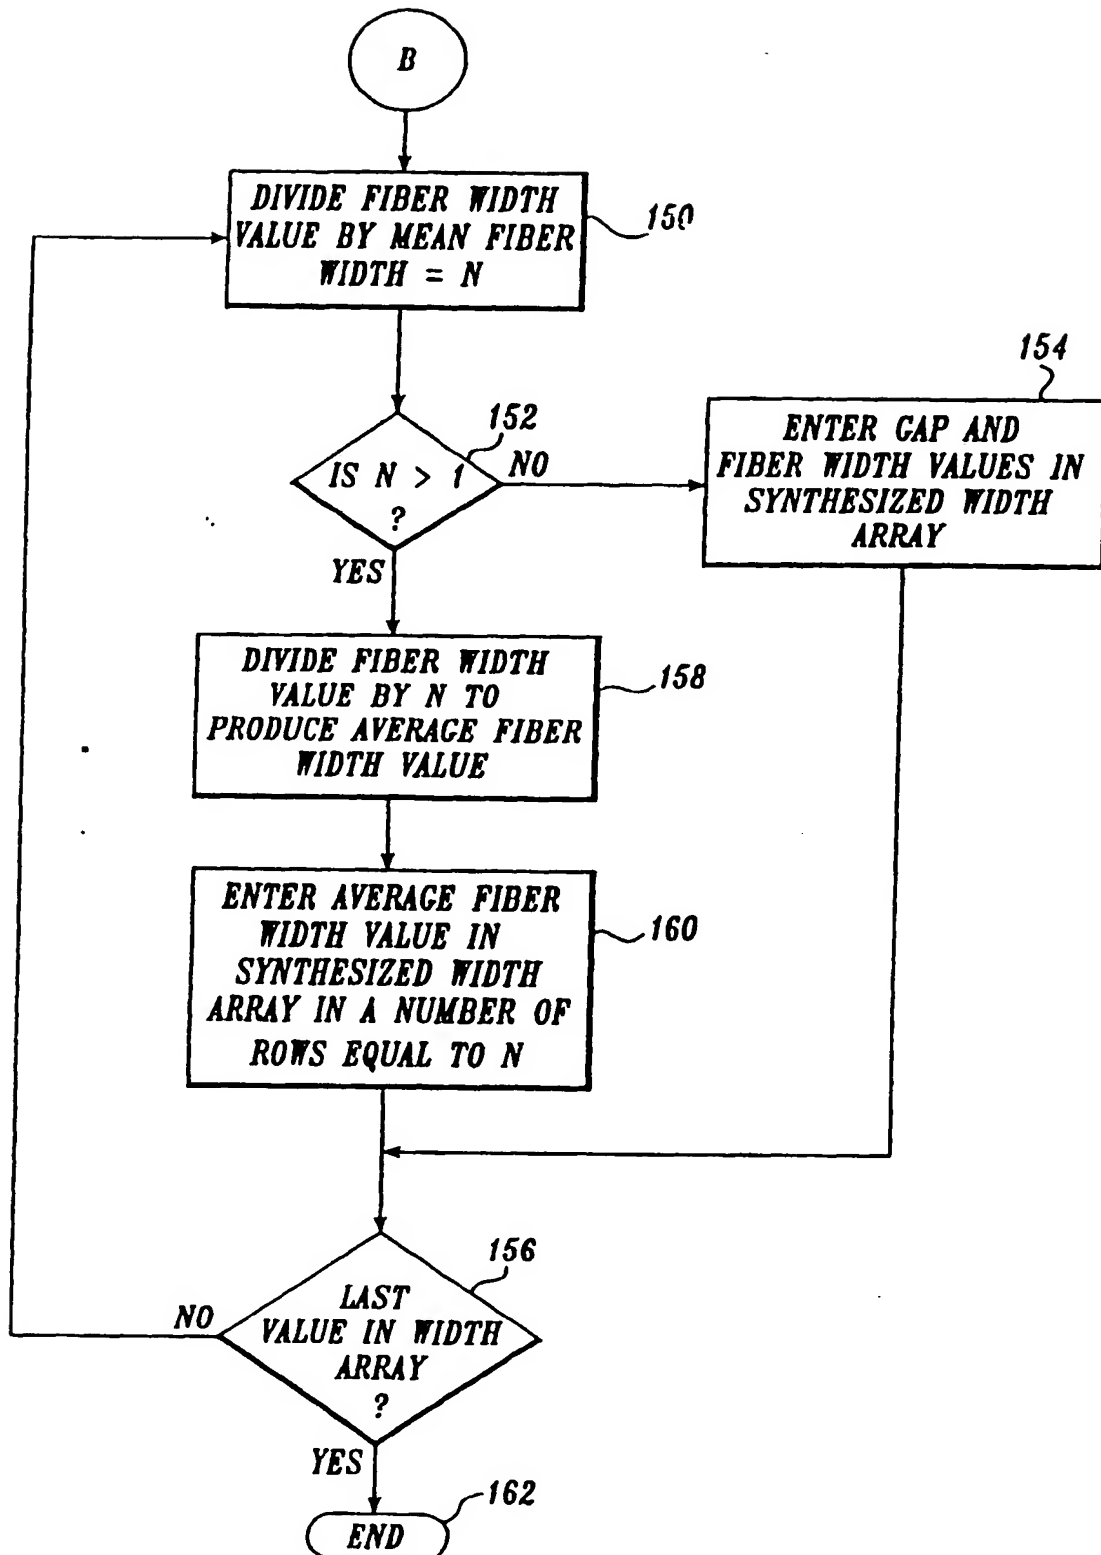 B
DIVIDE FIBER WIDTH
VALUE BY MEAN FIBER
WIDTH = N
150
152
IS N > 1
?
NO
YES
154
ENTER GAP AND
FIBER WIDTH VALUES IN
SYNTHESIZED WIDTH
ARRAY
DIVIDE FIBER WIDTH
VALUE BY N TO
PRODUCE AVERAGE FIBER
WIDTH VALUE
158
ENTER AVERAGE FIBER
WIDTH VALUE IN
SYNTHESIZED WIDTH
ARRAY IN A NUMBER OF
ROWS EQUAL TO N
160
156
LAST
VALUE IN WIDTH
ARRAY
?
NO
YES
162
END